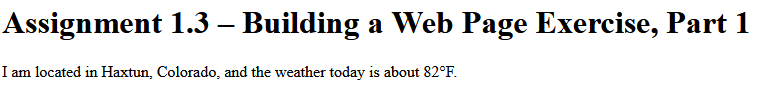 Assignment 1.3 – Building a Web Page Exercise, Part 1
I am located in Haxtun, Colorado, and the weather today is about 82°F.